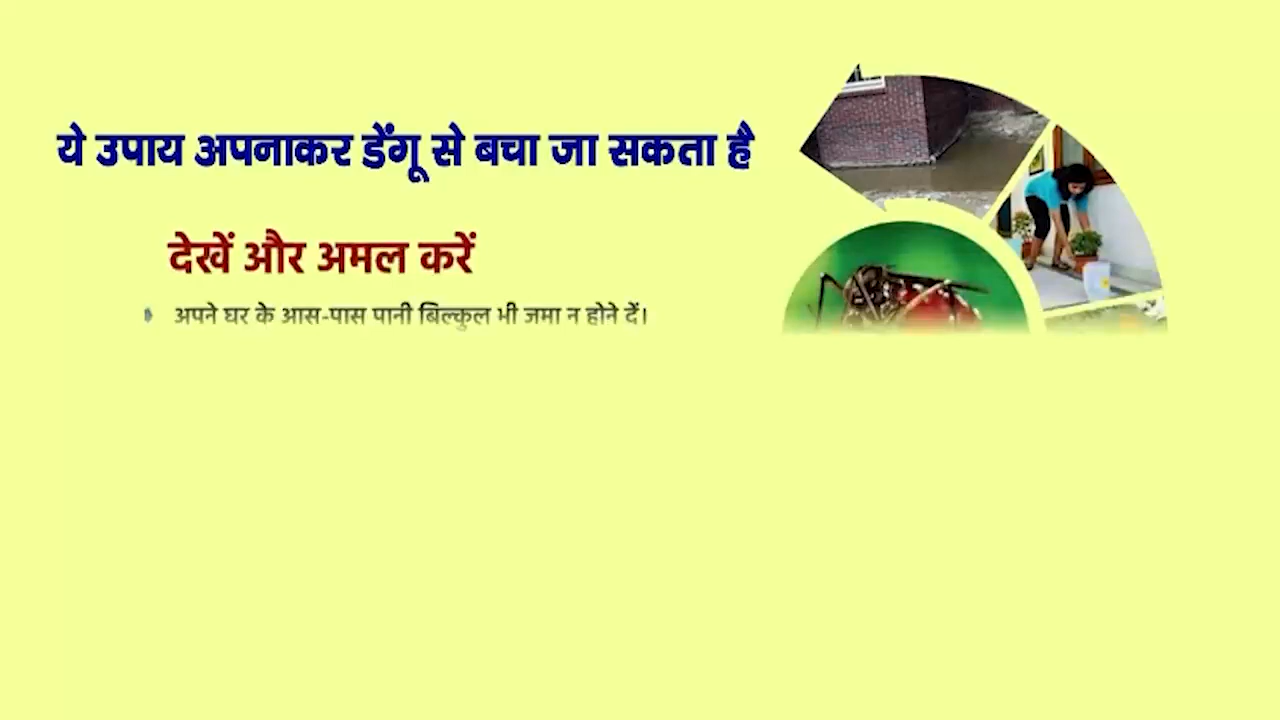 ये उपाय अपनाकर डेंगू से बचा जा सकता है
देखें और अमल करें
अपने घर के आस-पास पानी बिल्कुल भी जमा न होने दें।